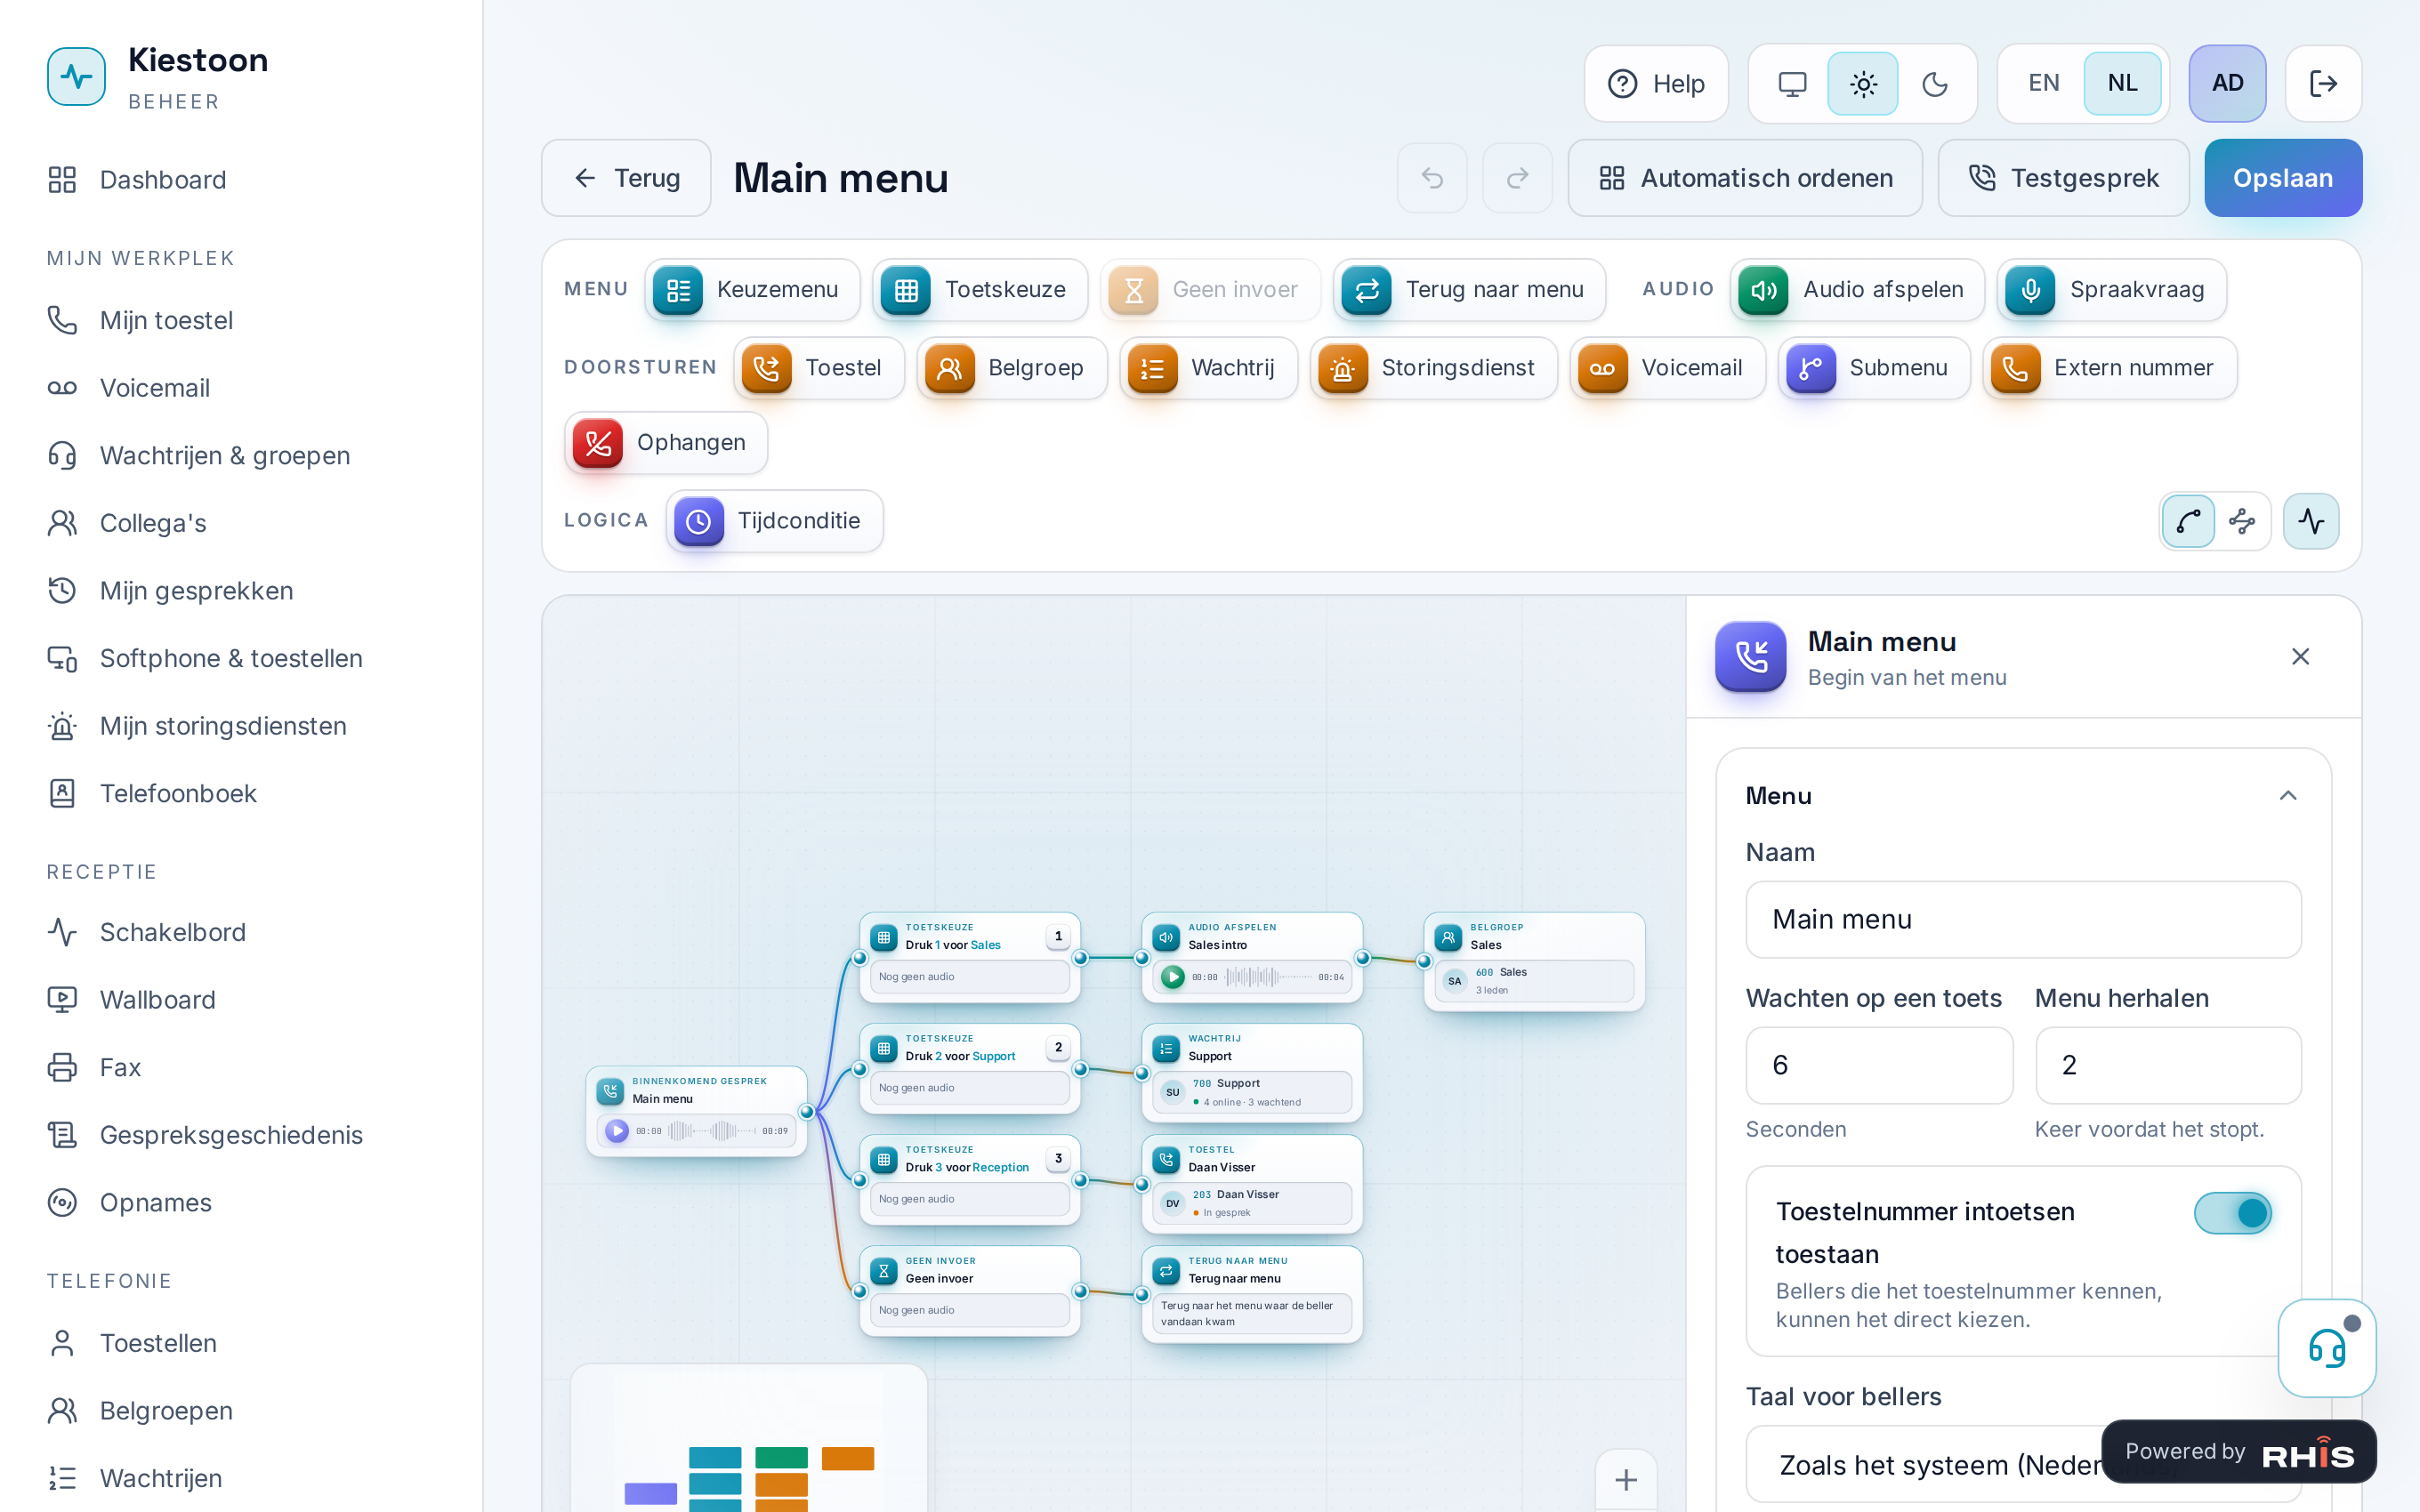 Kiestoon
BEHEER
Dashboard
MIJN WERKPLEK
Mijn toestel
Voicemail
Wachtrijen & groepen
Collega's
Mijn gesprekken
Softphone & toestellen
Mijn storingsdiensten
Telefoonboek
RECEPTIE
Schakelbord
Wallboard
Fax
Gespreksgeschiedenis
Opnames
TELEFONIE
Toestellen
Belgroepen
Wachtrijen
Help
EN NL
AD
Terug
Main menu
Automatisch ordenen
Testgesprek
Opslaan
MENU Keuzemenu Toetskeuze Geen invoer Terug naar menu AUDIO Audio afspelen Spraakvraag
DOORSTUREN Toestel Belgroep Wachtrij Storingsdienst Voicemail Submenu Extern nummer
Ophangen
LOGICA Tijdconditie
BINNENKOMEND GESPREK
Main menu
00:00 00:09
TOETSKEUZE
Druk 1 voor Sales 1
Nog geen audio
AUDIO AFSPELEN
Sales intro
00:00 00:04
BELGROEP
Sales
SA 600 Sales
3 leden
TOETSKEUZE
Druk 2 voor Support 2
Nog geen audio
WACHTRIJ
Support
SU 700 Support
4 online · 3 wachtend
TOETSKEUZE
Druk 3 voor Reception 3
Nog geen audio
TOESTEL
Daan Visser
DV 203 Daan Visser
In gesprek
GEEN INVOER
Geen invoer
Nog geen audio
TERUG NAAR MENU
Terug naar menu
Terug naar het menu waar de beller
vandaan kwam
Main menu
Begin van het menu
Menu
Naam
Main menu
Wachten op een toets Menu herhalen
6 2
Seconden Keer voordat het stopt.
Toestelnummer intoetsen
toestaan
Bellers die het toestelnummer kennen,
kunnen het direct kiezen.
Taal voor bellers
Zoals het systeem (Neder
Powered by RHIS